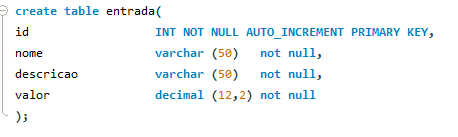 create table entrada(
id INT NOT NULL AUTO_INCREMENT PRIMARY KEY,
nome varchar (50) not null,
descricao varchar (50) not null,
valor decimal (12,2) not null
);